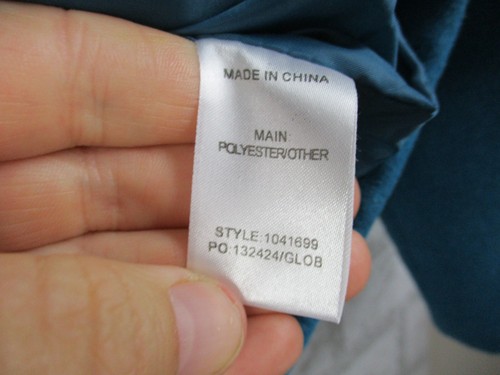 MADE IN CHINA
MAIN
POLYESTER/OTHER
STYLE:1041699
PO:132424/GLOB